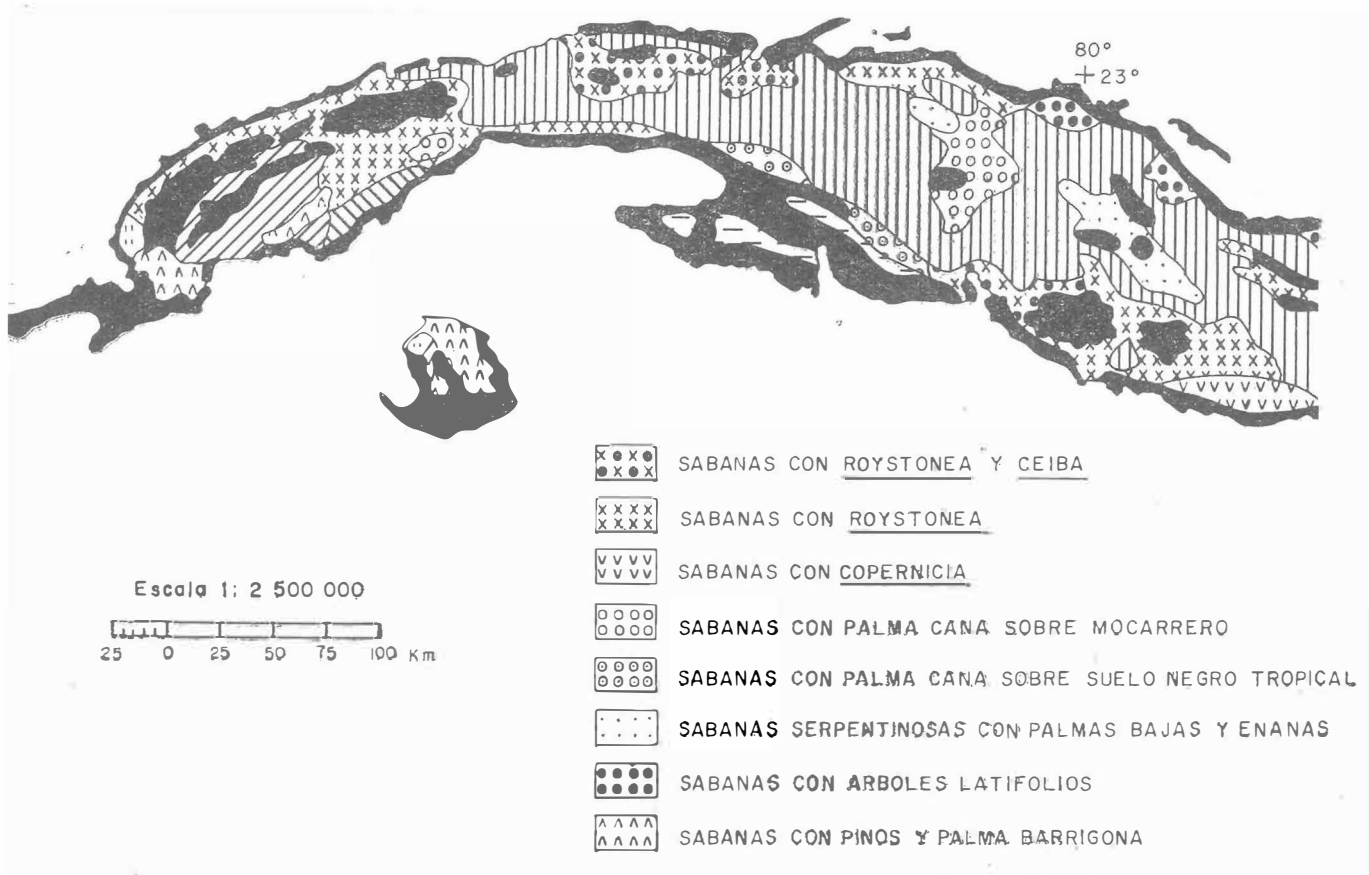 80°
23°
SABANAS CON ROYSTONEA Y CEIBA
SABANAS CON ROYSTONEA
SABANAS CON COPERNICIA
SABANAS CON PALMA CANA SOBRE MOCARRERO
SABANAS CON PALMA CANA SOBRE SUELO NEGRO TROPICAL
SABANAS SERPENTINOSAS CON PALMAS BAJAS Y ENANAS
SABANAS CON ARBOLES LATIFOLIOS
SABANAS CON PINOS Y PALMA BARRIGONA
Escala 1: 2 500 000
25 0 25 50 75 100 Km